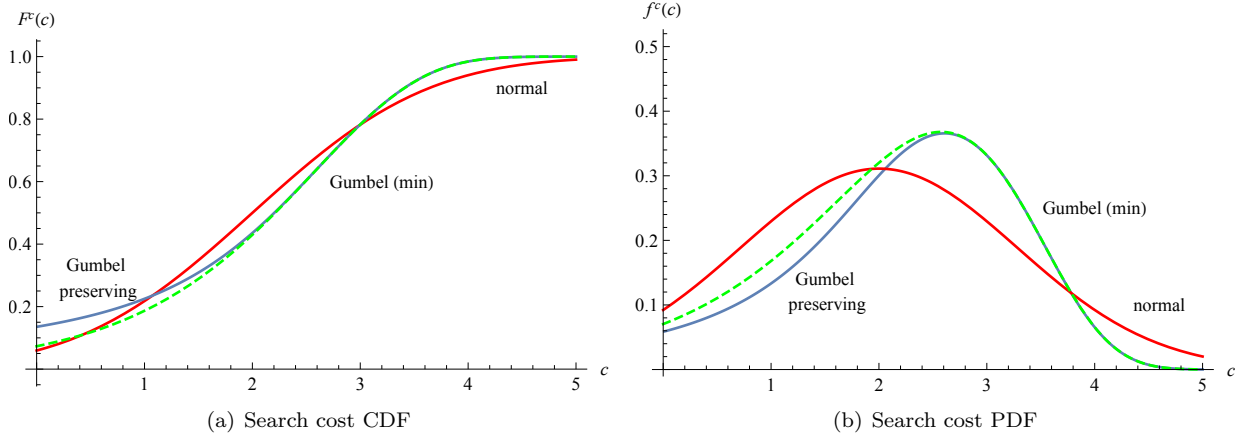 F^c(c)
1.0
0.8
0.6
0.4
0.2
1 2 3 4 5 c
normal
Gumbel (min)
Gumbel
preserving
(a) Search cost CDF
f^c(c)
0.5
0.4
0.3
0.2
0.1
1 2 3 4 5 c
Gumbel (min)
Gumbel
preserving
normal
(b) Search cost PDF